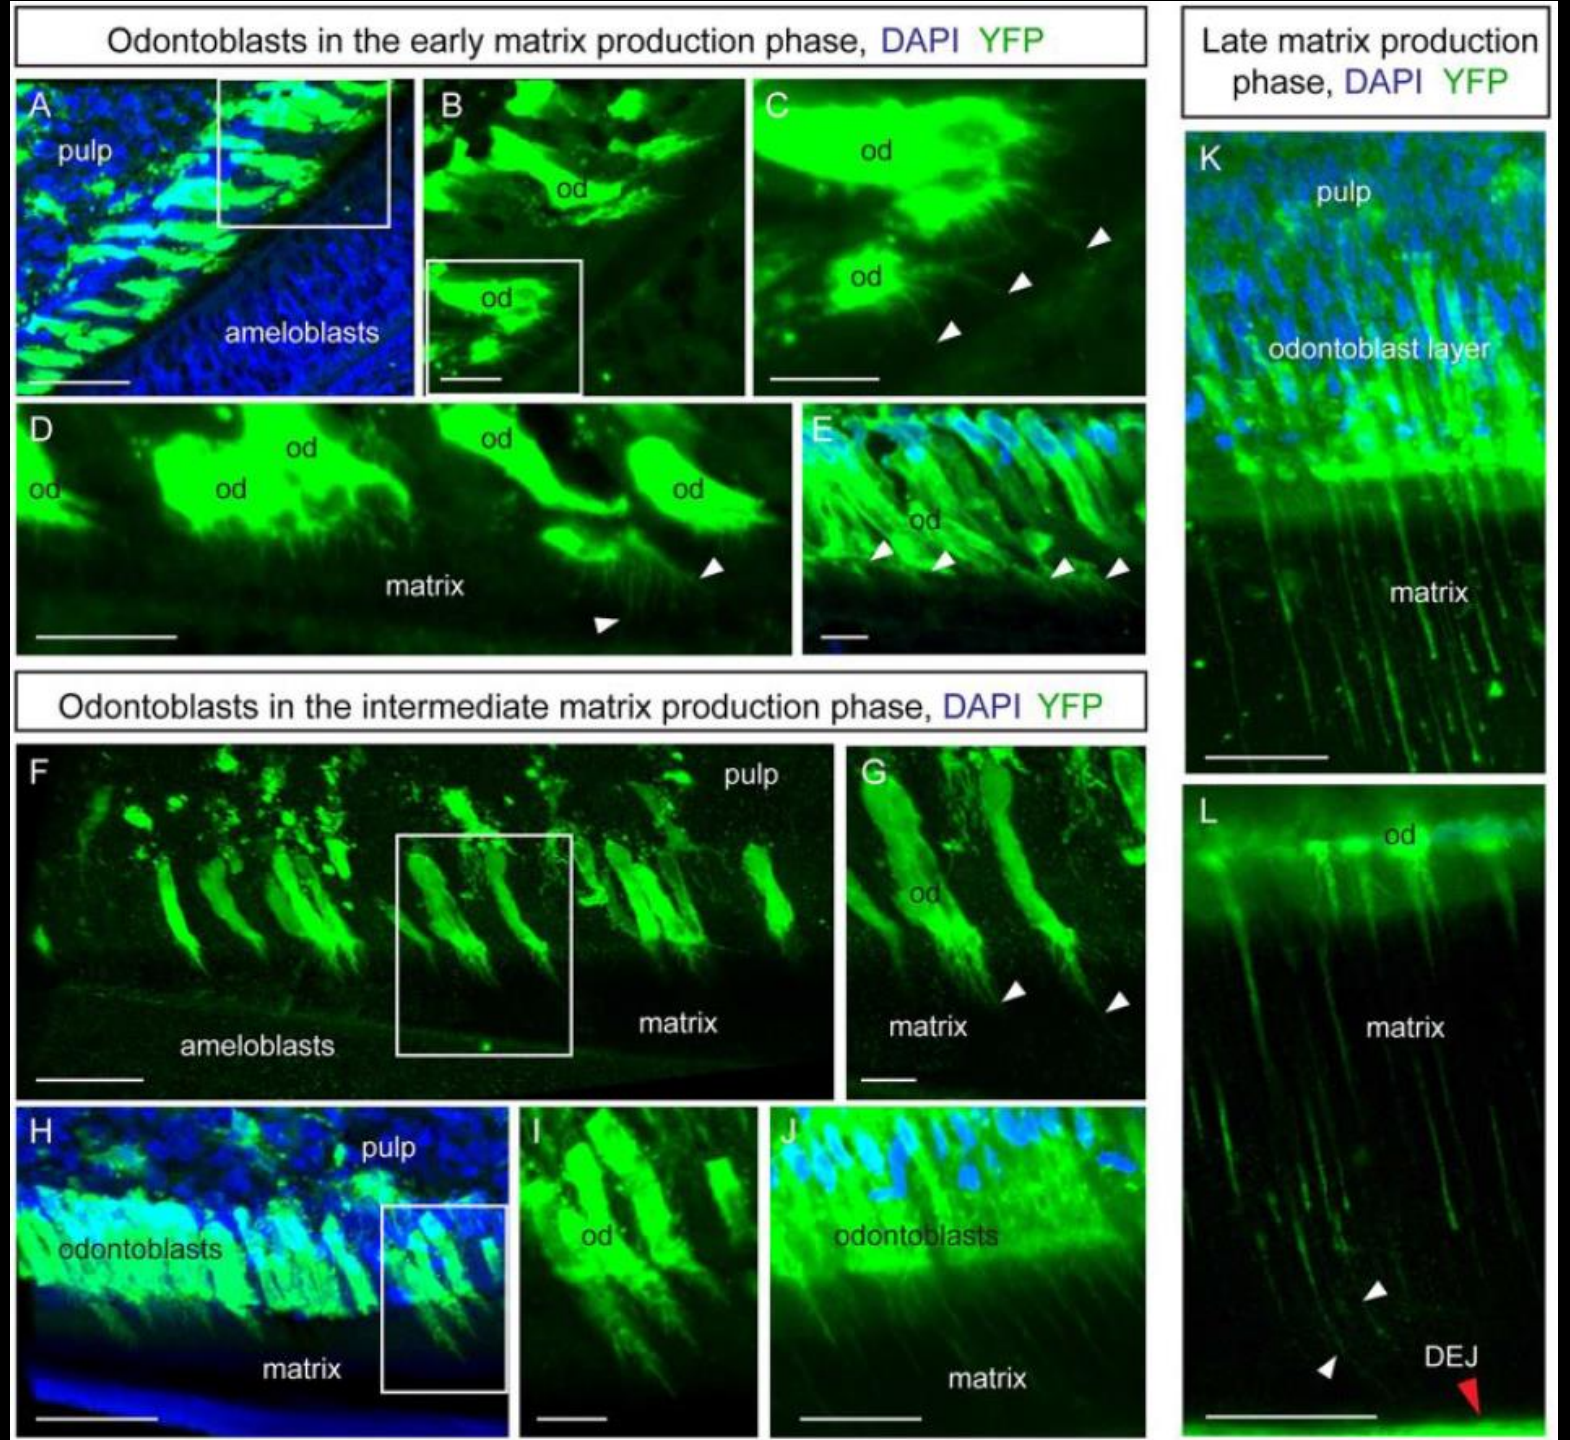 Odontoblasts in the early matrix production phase, DAPI YFP
A
pulp
ameloblasts
B
od
od
C
od
od
D
od
od
od
od
od
matrix
E
od
Odontoblasts in the intermediate matrix production phase, DAPI YFP
F
pulp
ameloblasts
matrix
G
od
matrix
H
pulp
odontoblasts
matrix
I
od
J
odontoblasts
matrix
Late matrix production
phase, DAPI YFP
K
pulp
odontoblast layer
matrix
L
od
matrix
DEJ